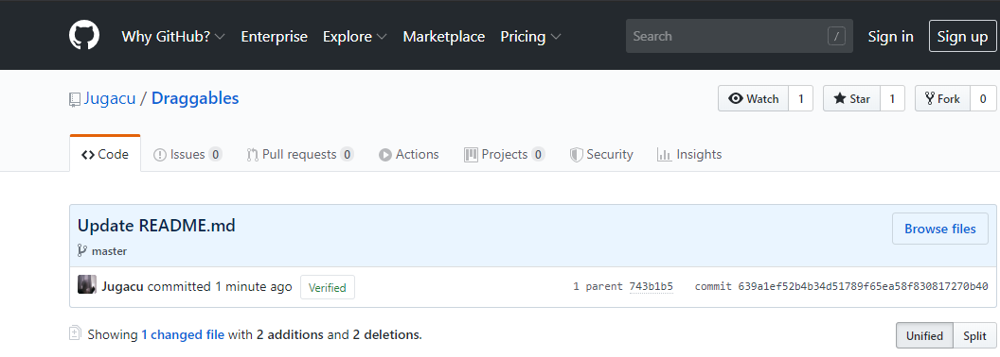 Why GitHub? Enterprise Explore Marketplace Pricing Search / Sign in Sign up
Jugacu / Draggables Watch 1 Star 1 Fork 0
Code Issues 0 Pull requests 0 Actions Projects 0 Security Insights
Update README.md Browse files
master
Jugacu committed 1 minute ago Verified 1 parent 743b1b5 commit 639a1ef52b4b34d51789f65ea58f830817270b40
Showing 1 changed file with 2 additions and 2 deletions. Unified Split